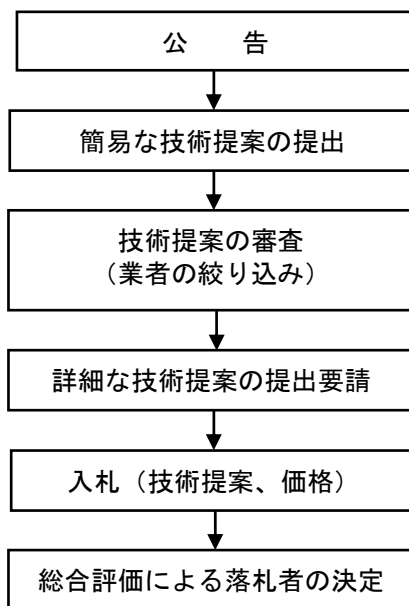 公　　告
簡易な技術提案の提出
技術提案の審査
（業者の絞り込み）
詳細な技術提案の提出要請
入札（技術提案、価格）
総合評価による落札者の決定